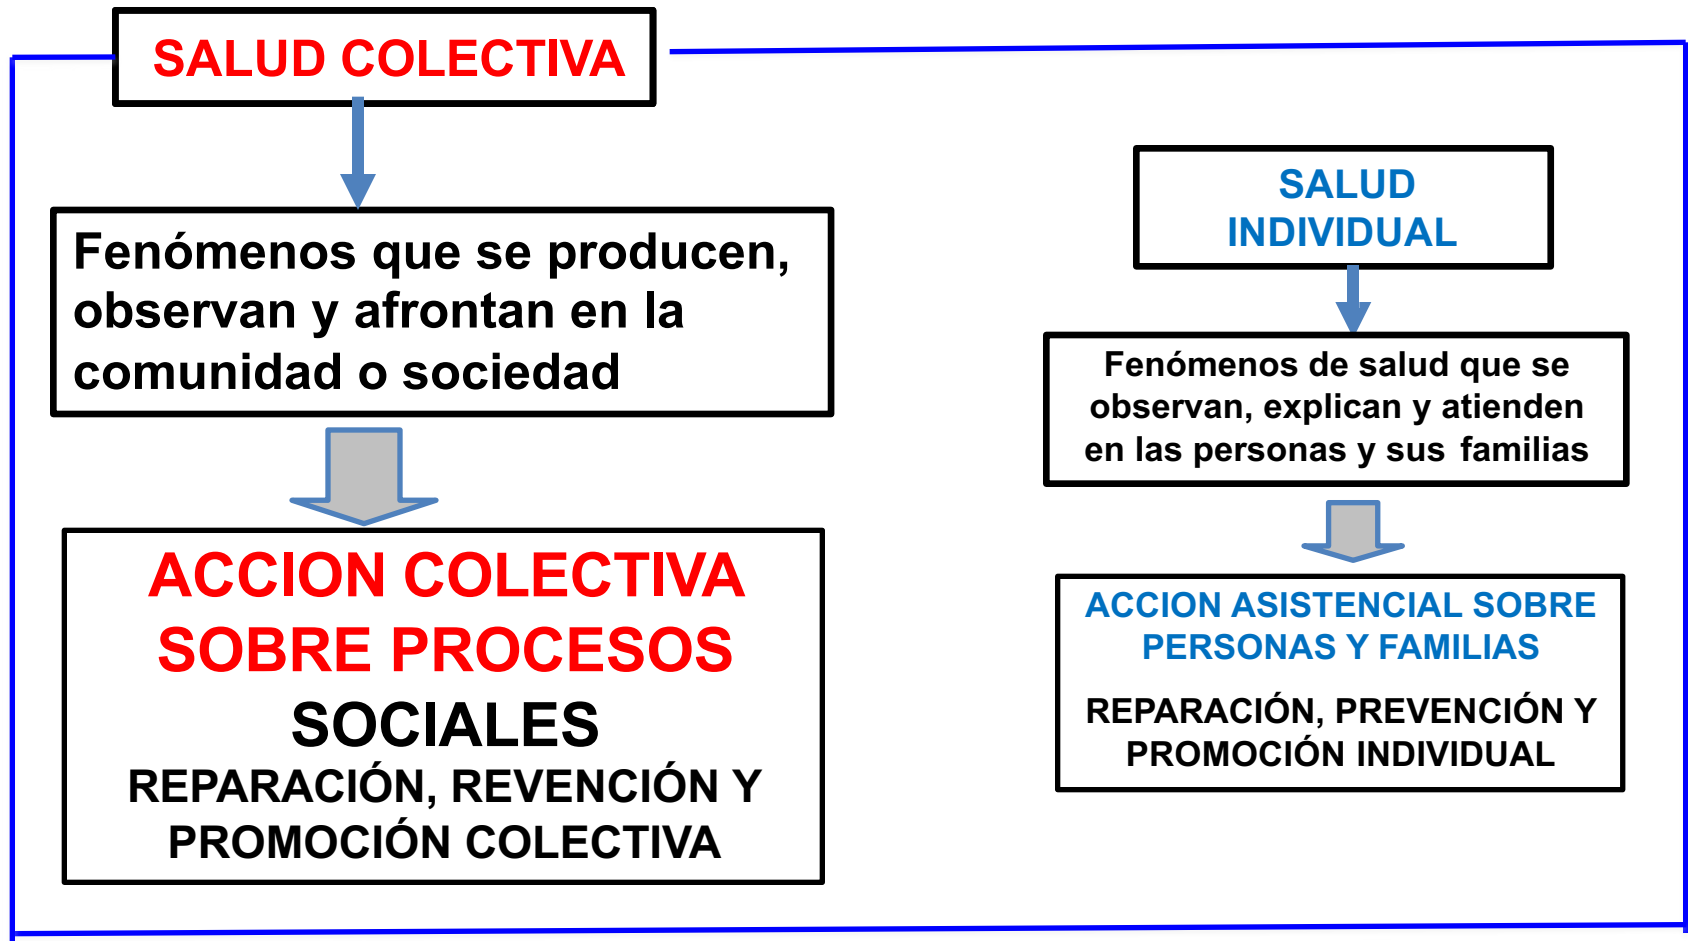 SALUD COLECTIVA
Fenómenos que se producen,
observan y afrontan en la
comunidad o sociedad
ACCION COLECTIVA
SOBRE PROCESOS
SOCIALES
REPARACIÓN, REVENCIÓN Y
PROMOCIÓN COLECTIVA
SALUD
INDIVIDUAL
Fenómenos de salud que se
observan, explican y atienden
en las personas y sus familias
ACCION ASISTENCIAL SOBRE
PERSONAS Y FAMILIAS
REPARACIÓN, PREVENCIÓN Y
PROMOCIÓN INDIVIDUAL